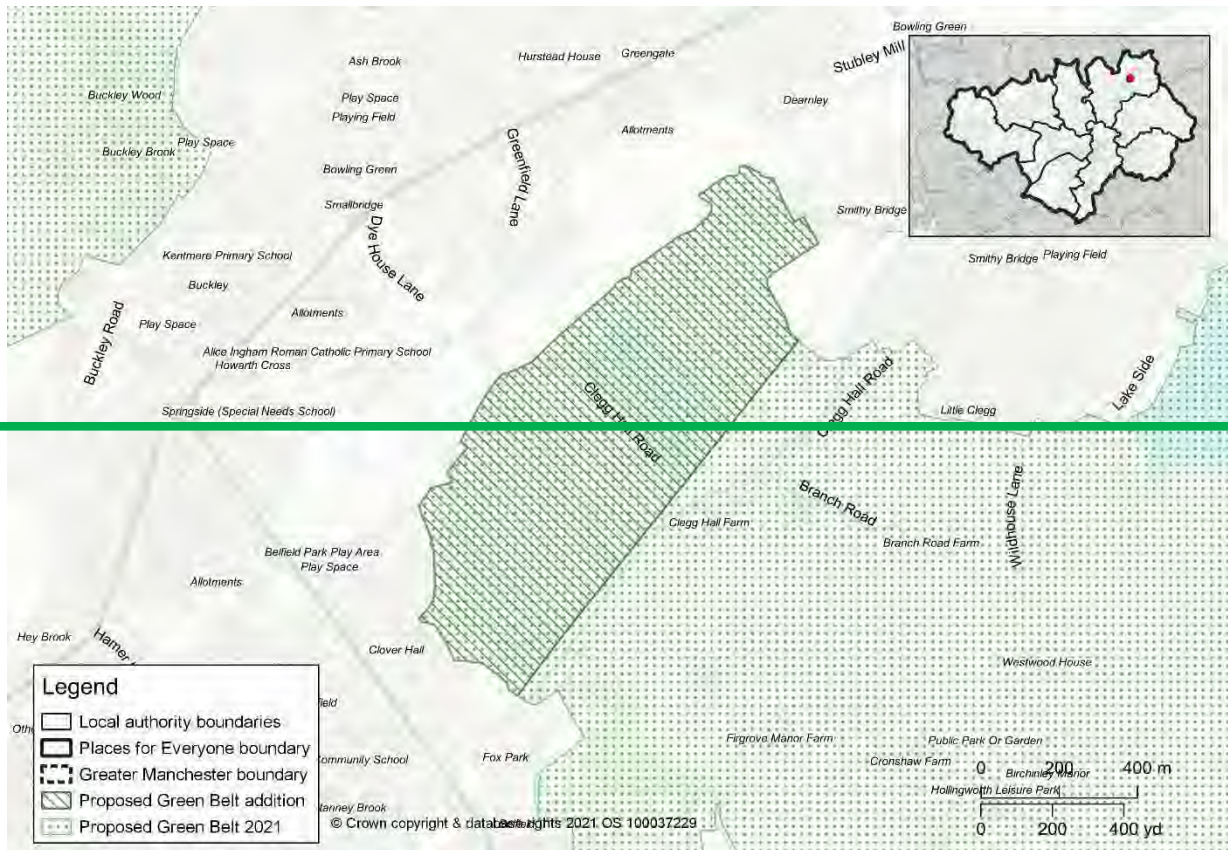 Bowling Green
Stubley Mill
Hurstead House
Greengate
Ash Brook
Buckley Wood
Play Space
Playing Field
Dearnley
Allotments
Greenfield Lane
Buckley Brook
Play Space
Bowling Green
Smallbridge
Dye House Lane
Smithy Bridge
Smithy Bridge
Playing Field
Kentmere Primary School
Buckley
Allotments
Play Space
Buckley Road
Alice Ingham Roman Catholic Primary School
Howarth Cross
Springside (Special Needs School)
Clegg Hall Road
Clegg Hall Road
Lake Side
Little Clegg
Branch Road
Wildhouse Lane
Clegg Hall Farm
Branch Road Farm
Belfield Park Play Area
Play Space
Allotments
Hey Brook
Hamer
Clover Hall
Westwood House
Legend
Local authority boundaries
Places for Everyone boundary
Greater Manchester boundary
Proposed Green Belt addition
Proposed Green Belt 2021
ommunity School
Fox Park
Firgrove Manor Farm
Public Park Or Garden
Cronshaw Farm
Birchinley Manor
Hollingworth Leisure Park
0 200 400 m
0 200 400 yd
tanney Brook
© Crown copyright & database rights 2021 OS 100037229